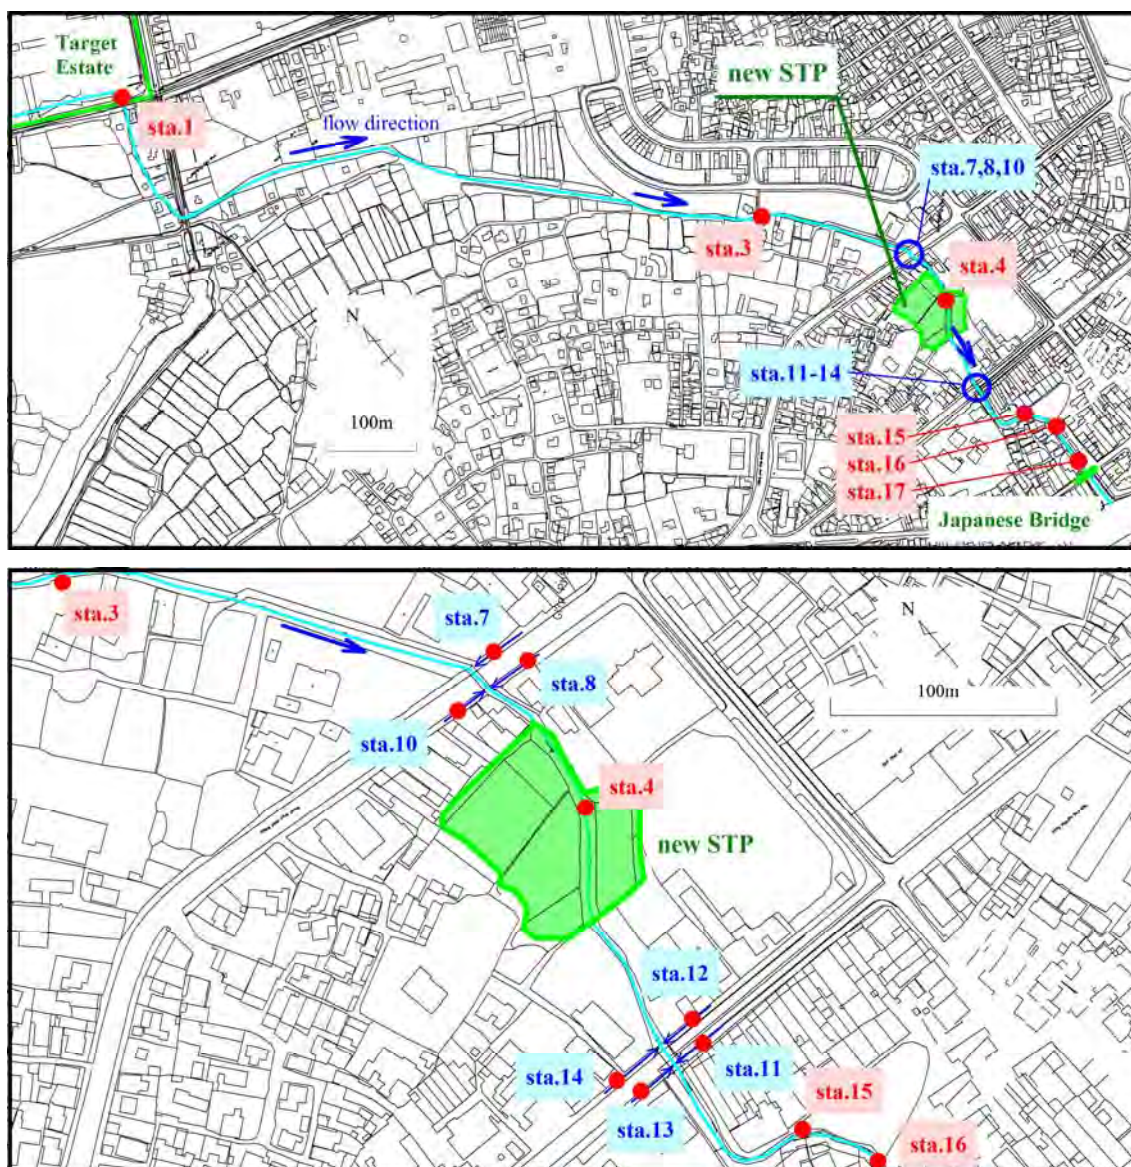 Target
Estate
new STP
sta.1
flow direction
sta.7,8,10
sta.3
sta.4
N
sta.11-14
100m
sta.15
sta.16
sta.17
Japanese Bridge
sta.3
sta.7
N
sta.8
100m
sta.10
sta.4
new STP
sta.12
sta.14
sta.11
sta.15
sta.13
sta.16